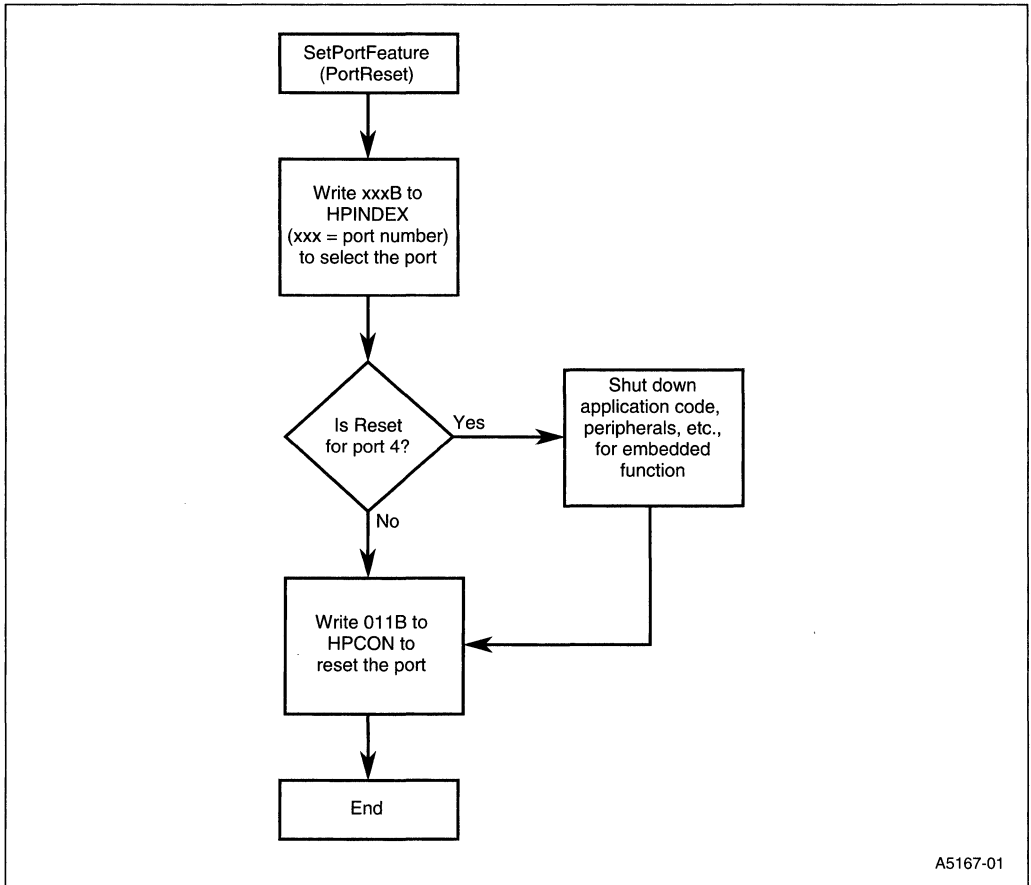 SetPortFeature
(PortReset)
Write xxxB to
HPINDEX
(xxx = port number)
to select the port
Is Reset
for port 4?
Yes
Shut down
application code,
peripherals, etc.,
for embedded
function
No
Write 011B to
HPCON to
reset the port
End
A5167-01